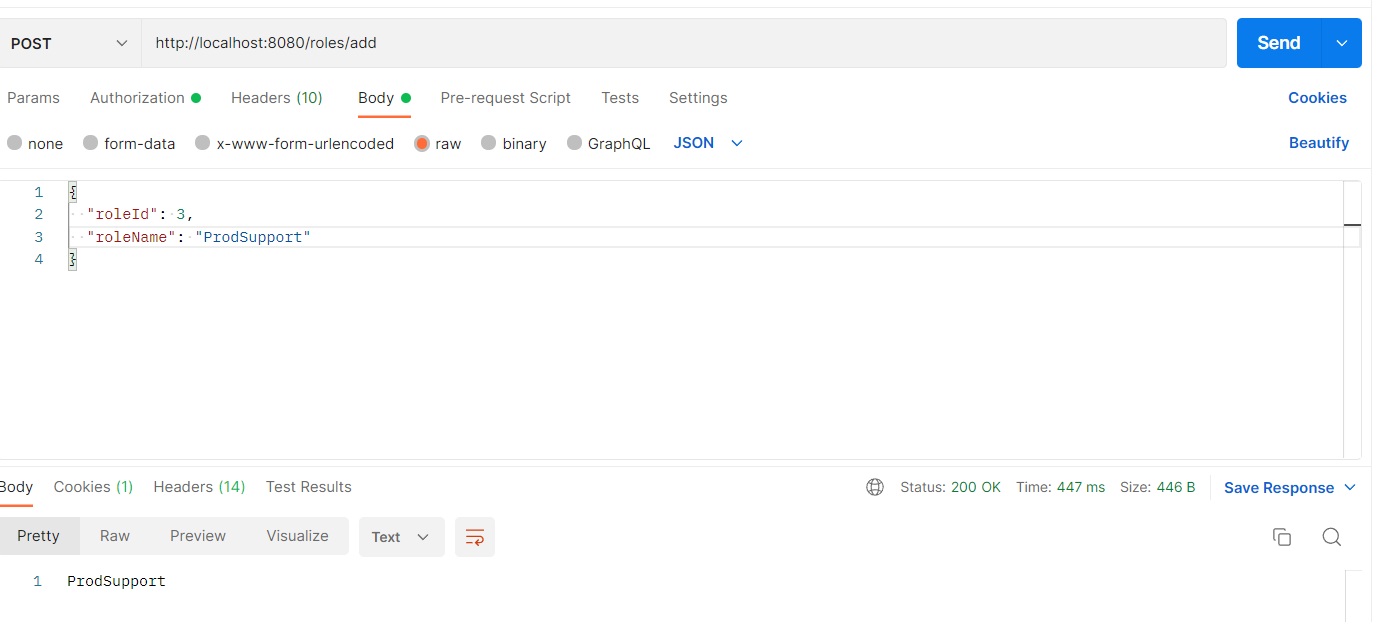 POST http://localhost:8080/roles/add Send
Params Authorization Headers (10) Body Pre-request Script Tests Settings Cookies
none form-data x-www-form-urlencoded raw binary GraphQL JSON Beautify
1 {
2 "roleId": 3,
3 "roleName": "ProdSupport"
4 }
Body Cookies (1) Headers (14) Test Results Status: 200 OK Time: 447 ms Size: 446 B Save Response
Pretty Raw Preview Visualize Text
1 ProdSupport